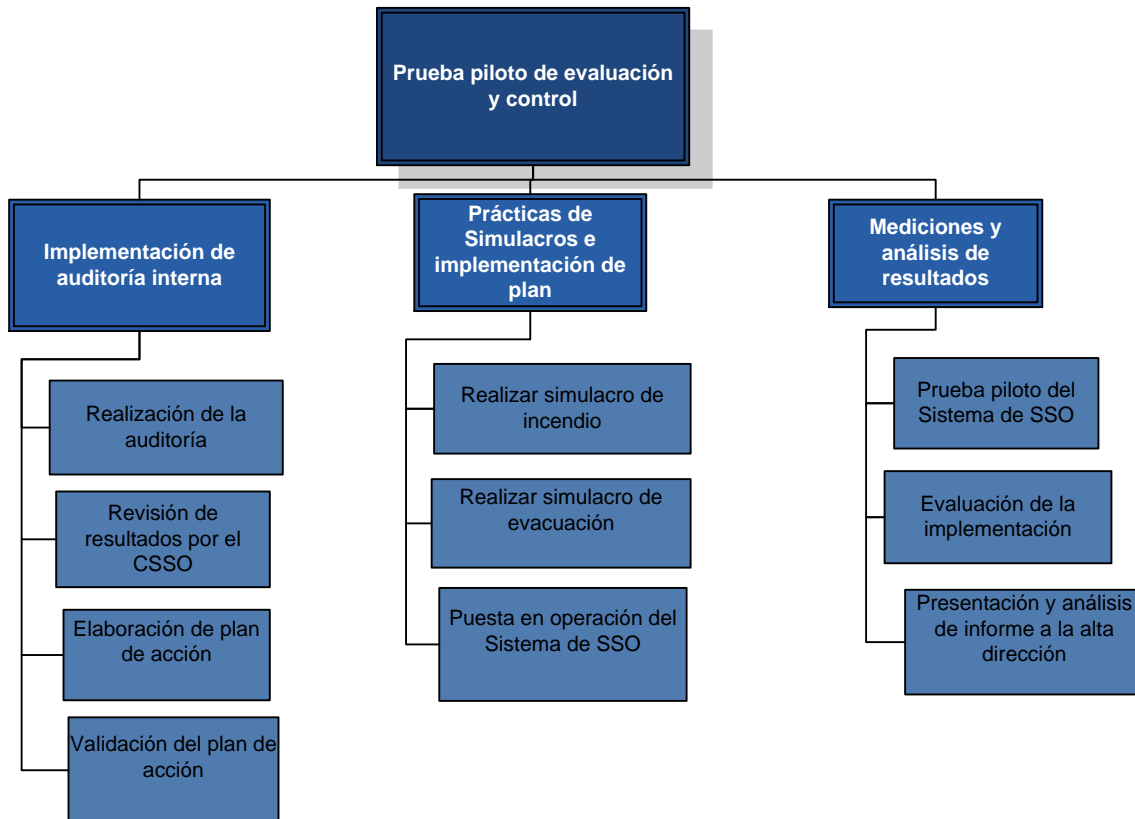 Prueba piloto de evaluación
y control
Implementación de
auditoría interna
Realización de la
auditoría
Revisión de
resultados por el
CSSO
Elaboración de plan
de acción
Validación del plan de
acción
Prácticas de
Simulacros e
implementación de
plan
Realizar simulacro de
incendio
Realizar simulacro de
evacuación
Puesta en operación del
Sistema de SSO
Mediciones y
análisis de
resultados
Prueba piloto del
Sistema de SSO
Evaluación de la
implementación
Presentación y análisis
de informe a la alta
dirección